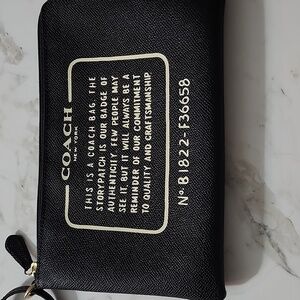 COACH
NEW YORK
THIS IS A COACH BAG. THE
STORYPATCH IS OUR BADGE OF
AUTHENTICITY. FEW PEOPLE MAY
SEE IT, BUT IT WILL ALWAYS BE A
REMINDER OF OUR COMMITMENT
TO QUALITY AND CRAFTSMANSHIP.
No. B1822-F36658